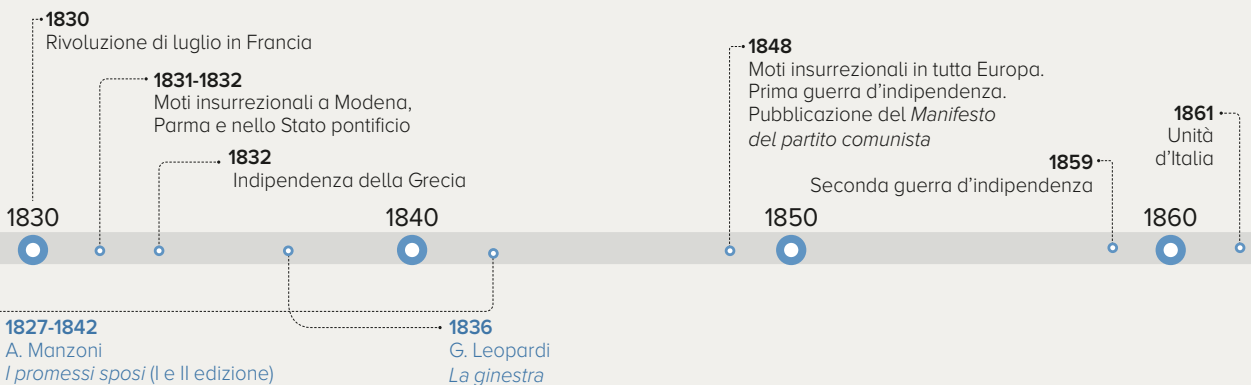 1830
Rivoluzione di luglio in Francia
1831-1832
Moti insurrezionali a Modena,
Parma e nello Stato pontificio
1832
Indipendenza della Grecia
1848
Moti insurrezionali in tutta Europa.
Prima guerra d’indipendenza.
Pubblicazione del Manifesto
del partito comunista
1859
Seconda guerra d’indipendenza
1861
Unità
d’Italia
1830
1840
1850
1860
1827-1842
A. Manzoni
I promessi sposi (I e II edizione)
1836
G. Leopardi
La ginestra